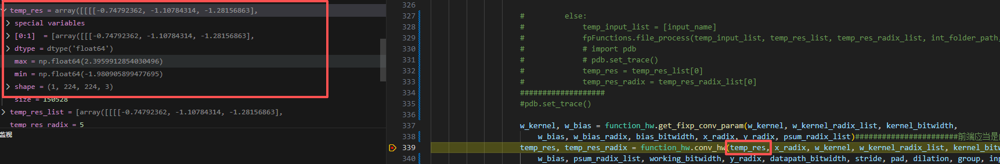 temp_res = array([[[[-0.74792362, -1.10784314, -1.28156863],
special variables
[0:1] = [array([[[-0.74792362, -1.10784314, -1.28156863],
dtype = dtype('float64')
max = np.float64(2.3959912854030496)
min = np.float64(-1.980905899477695)
shape = (1, 224, 224, 3)
size = 150528
temp_res_list = [array([[[[-0.74792362, -1.10784314, -1.28156863],
temp_res_radix = 5
监视
326
327 # else:
328 # temp_input_list = [input_name]
329 # fpFunctions.file_process(temp_input_list, temp_res_list, temp_res_radix_list, int_folder_path,
330 # # import pdb
331 # # pdb.set_trace()
332 # temp_res = temp_res_list[0]
333 # temp_res_radix = temp_res_radix_list[0]
334 ###################
335 #pdb.set_trace()
336
337 w_kernel, w_bias = function_hw.get_fixp_conv_param(w_kernel, w_kernel_radix_list, kernel_bitwidth,
338 w_bias, w_bias_radix, bias_bitwidth, x_radix, y_radix, psum_radix_list)#######################前端应当是
339 temp_res, temp_res_radix = function_hw.conv_hw(temp_res, x_radix, w_kernel, w_kernel_radix_list, kernel_bitw
340 w_bias, psum_radix_list, working_bitwidth, y_radix, datapath_bitwidth, stride, pad, dilation, group, inp